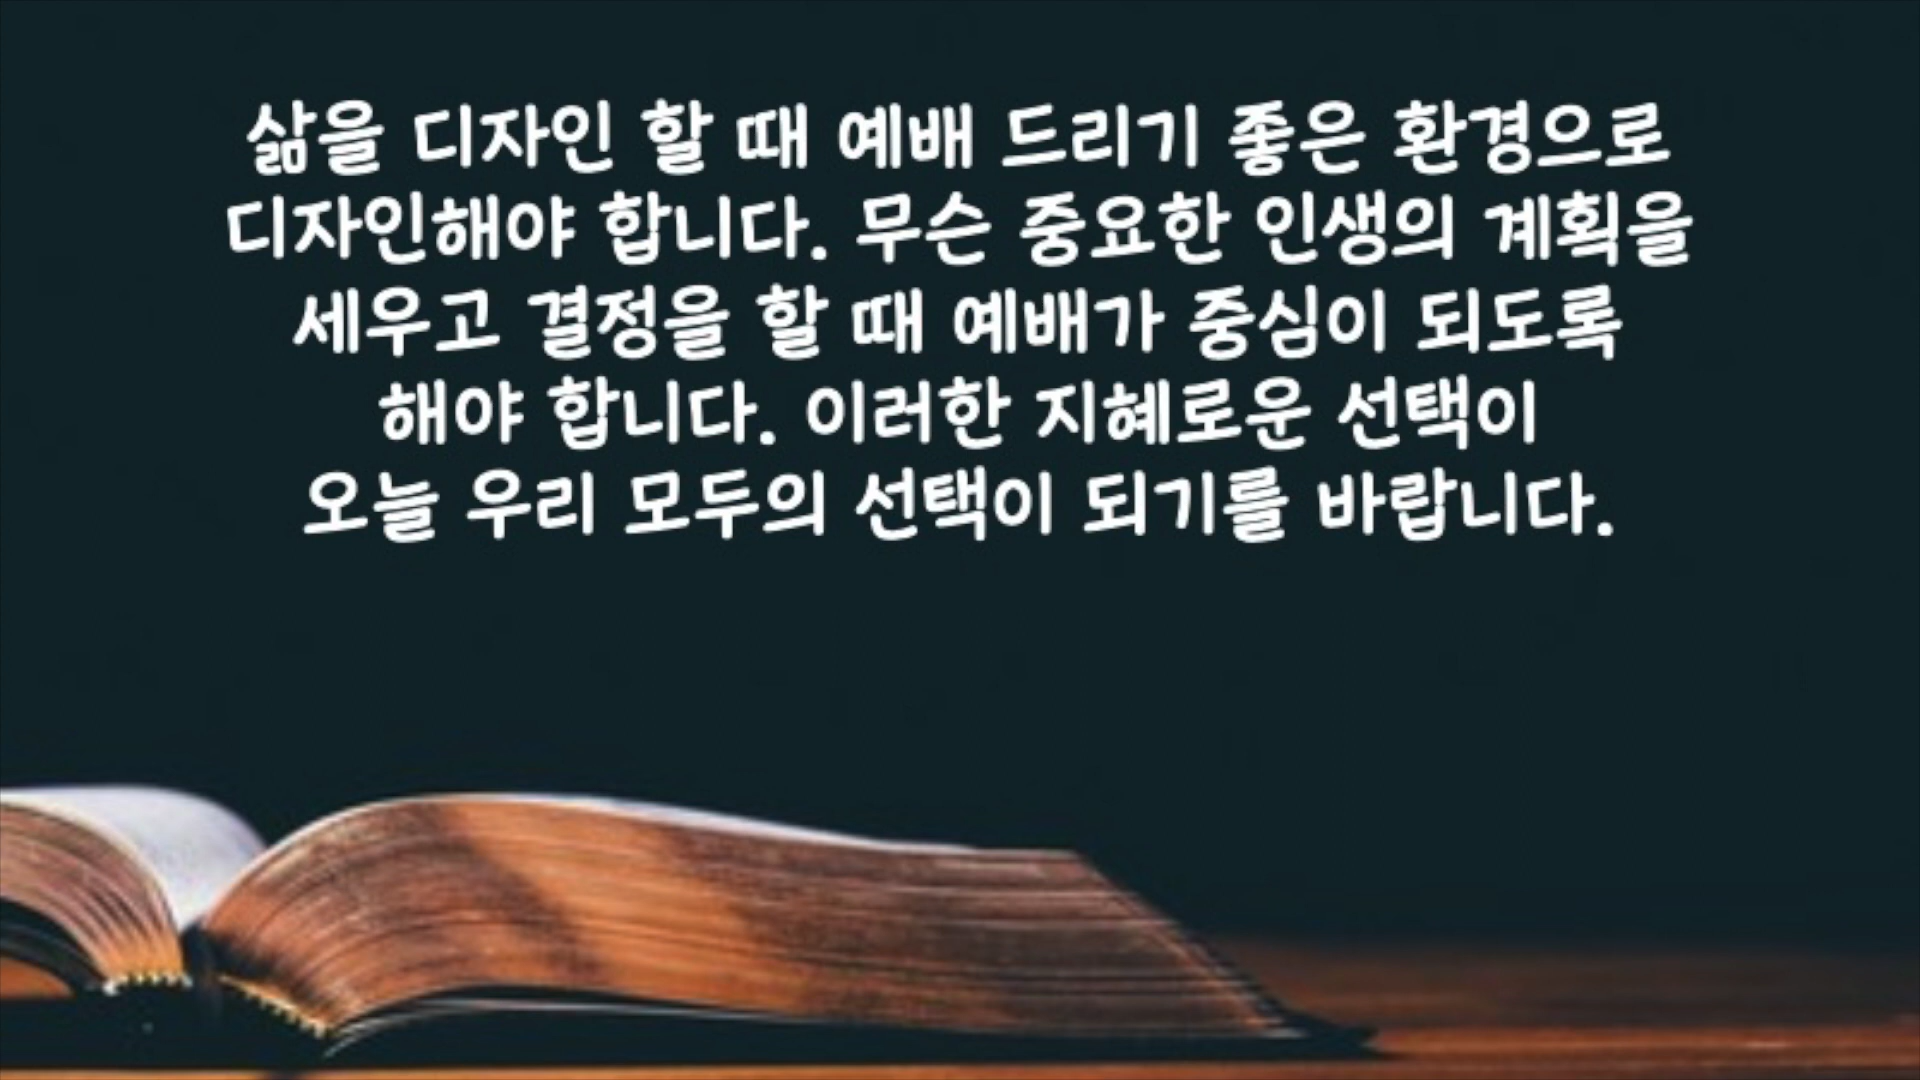 삶을 디자인 할 때 예배 드리기 좋은 환경으로
디자인해야 합니다. 무슨 중요한 인생의 계획을
세우고 결정을 할 때 예배가 중심이 되도록
해야 합니다. 이러한 지혜로운 선택이
오늘 우리 모두의 선택이 되기를 바랍니다.